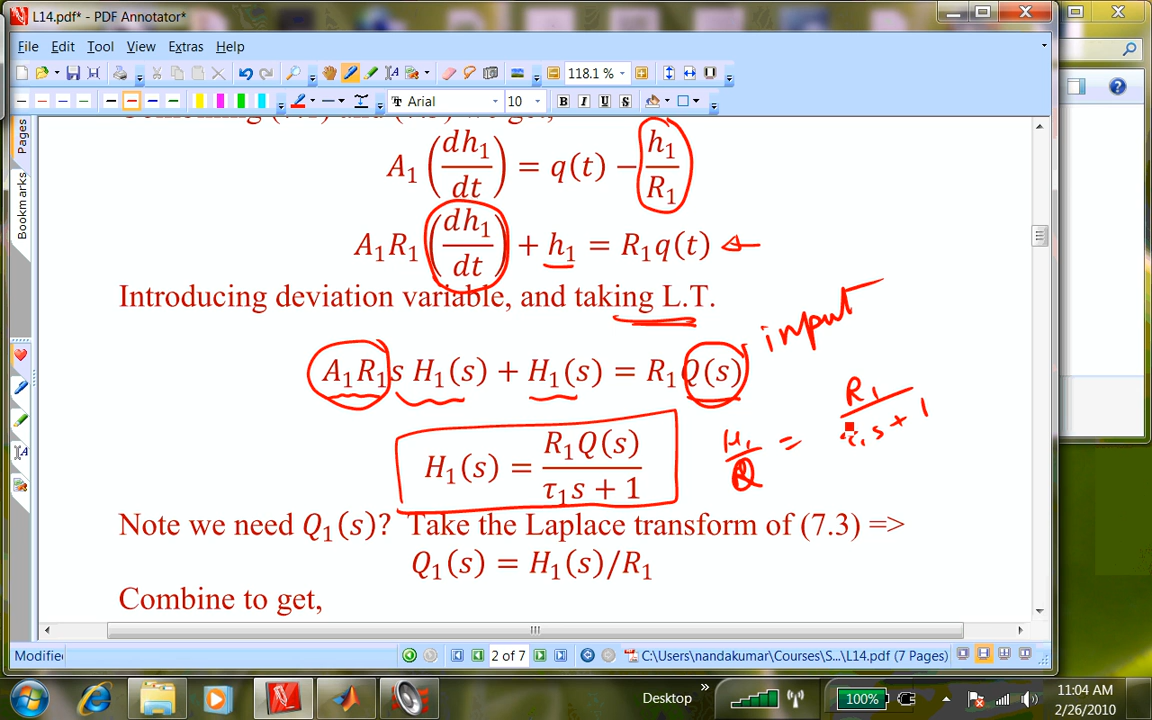 L14.pdf* - PDF Annotator*
File Edit Tool View Extras Help
118.1 %
Arial 10 B I U S
Pages
Bookmarks
A₁ (dh₁/dt) = q(t) − h₁/R₁
A₁R₁ (dh₁/dt) + h₁ = R₁q(t)
Introducing deviation variable, and taking L.T.
input
A₁R₁s H₁(s) + H₁(s) = R₁Q(s)
H₁(s) = R₁Q(s)/τ₁s + 1
H₁/Q = R₁/τ₁s + 1
Note we need Q₁(s)? Take the Laplace transform of (7.3) =>
Q₁(s) = H₁(s)/R₁
Combine to get,
Modifie 2 of 7 C:\Users\nandakumar\Courses\S...\L14.pdf (7 Pages)
Desktop » 100% 11:04 AM
2/26/2010